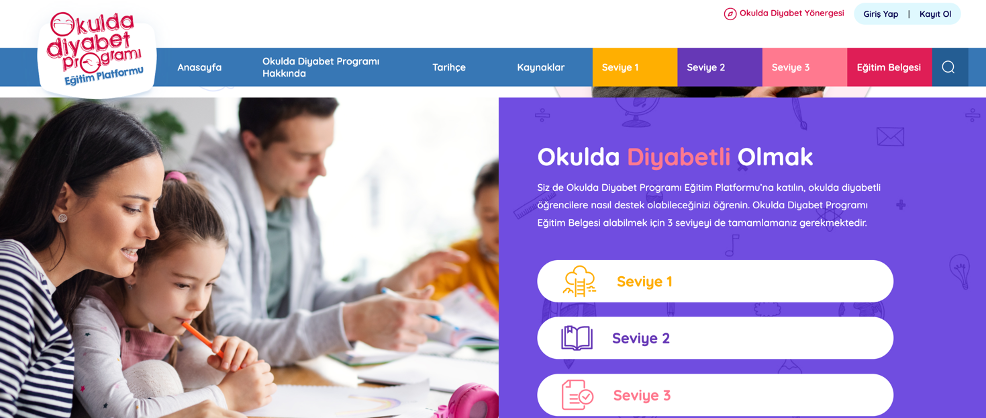 Okulda Diyabet Yönergesi
Giriş Yap | Kayıt Ol
Okulda
diyabet
programı
Eğitim Platformu
Anasayfa
Okulda Diyabet Programı
Hakkında
Tarihçe
Kaynaklar
Seviye 1
Seviye 2
Seviye 3
Eğitim Belgesi
Okulda Diyabetli Olmak
Siz de Okulda Diyabet Programı Eğitim Platformu’na katılın, okulda diyabetli
öğrencilere nasıl destek olabileceğinizi öğrenin. Okulda Diyabet Programı
Eğitim Belgesi alabilmek için 3 seviyeyi de tamamlamanız gerekmektedir.
Seviye 1
Seviye 2
Seviye 3